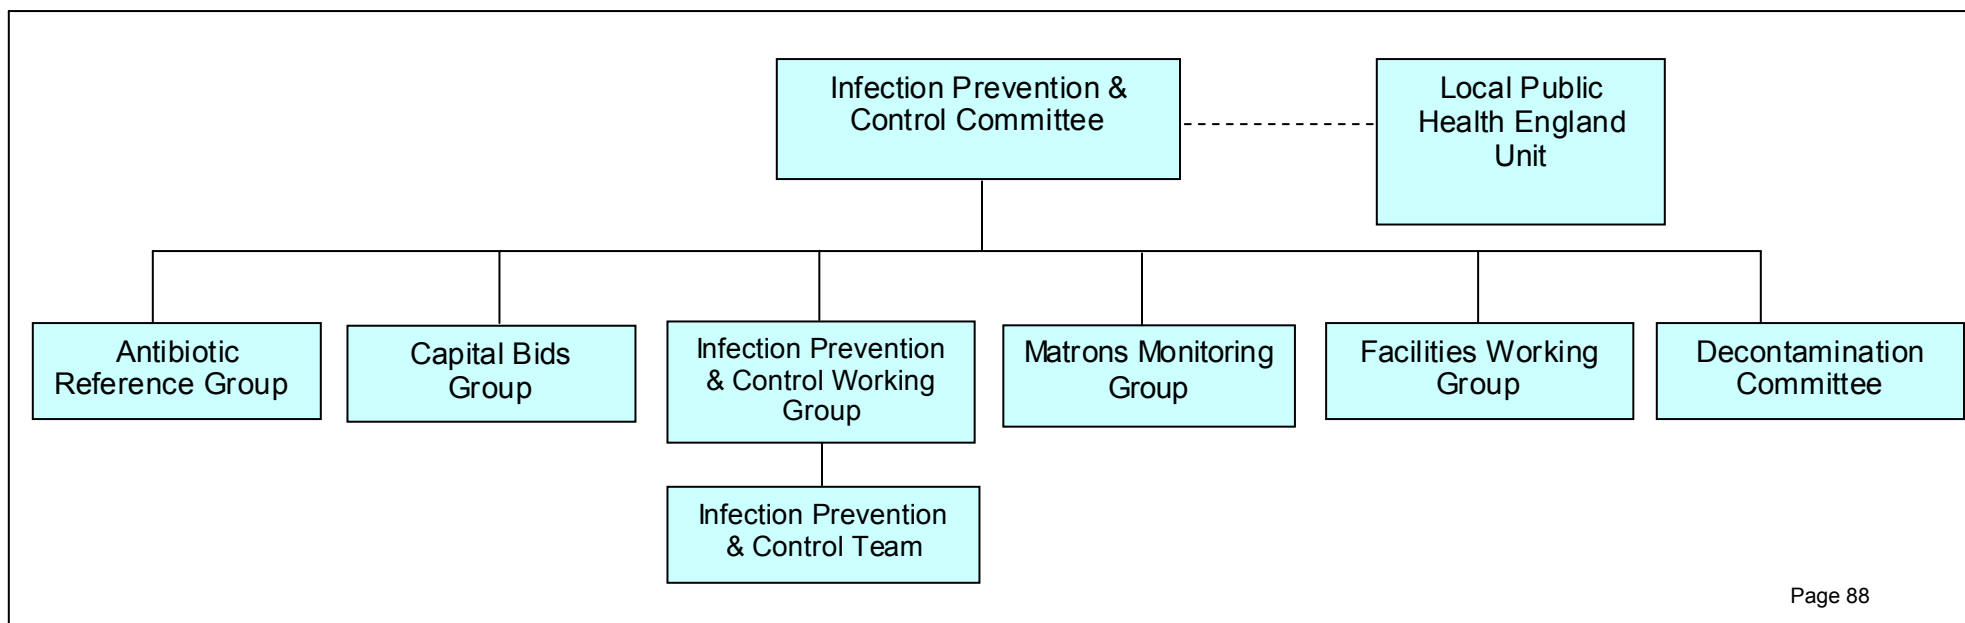 Infection Prevention &
Control Committee
Local Public
Health England
Unit
Antibiotic
Reference Group
Capital Bids
Group
Infection Prevention
& Control Working
Group
Matrons Monitoring
Group
Facilities Working
Group
Decontamination
Committee
Infection Prevention
& Control Team
Page 88